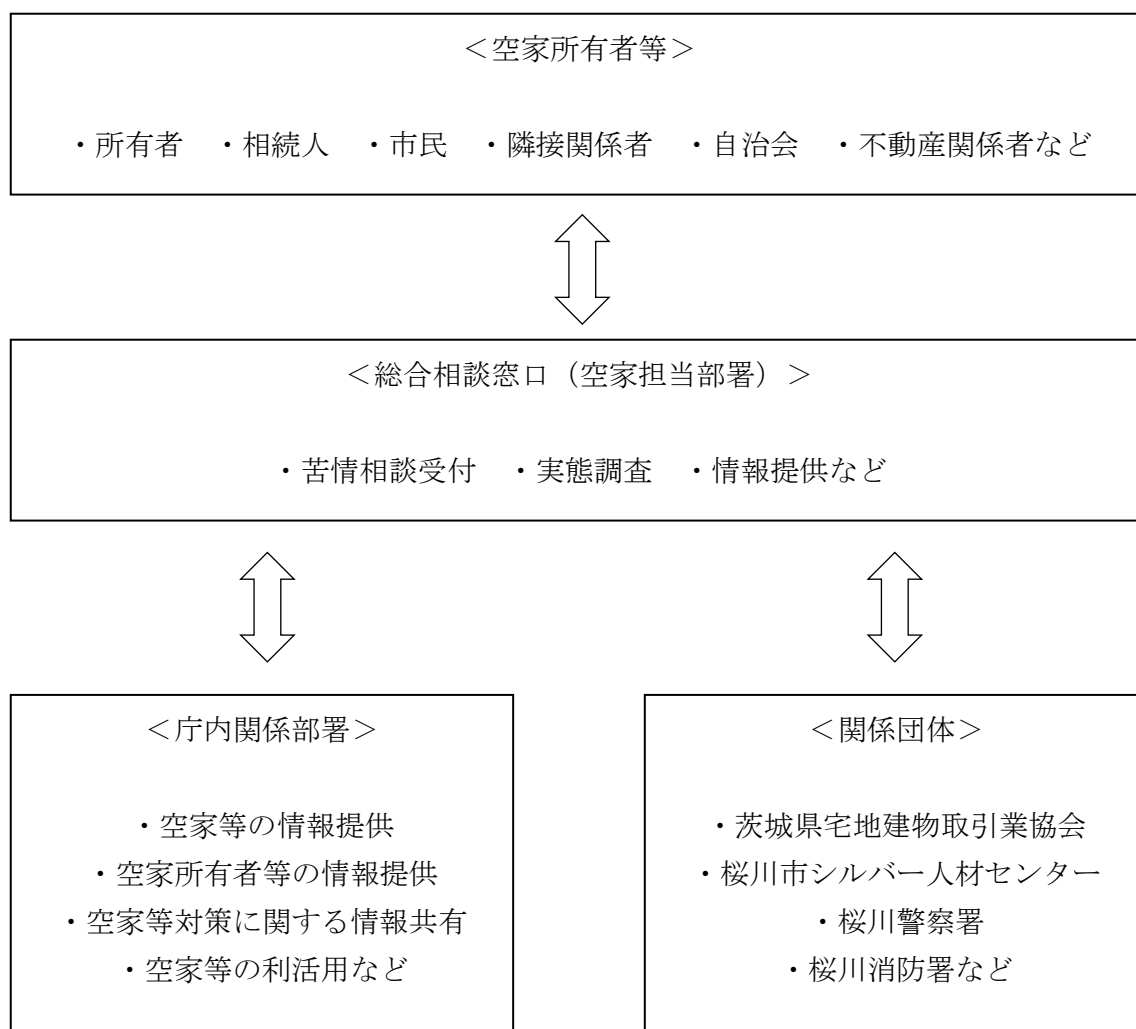 ＜空家所有者等＞
・所有者　・相続人　・市民　・隣接関係者　・自治会　・不動産関係者など
＜総合相談窓口（空家担当部署）＞
・苦情相談受付　・実態調査　・情報提供など
＜庁内関係部署＞
・空家等の情報提供
・空家所有者等の情報提供
・空家等対策に関する情報共有
・空家等の利活用など
＜関係団体＞
・茨城県宅地建物取引業協会
・桜川市シルバー人材センター
・桜川警察署
・桜川消防署など